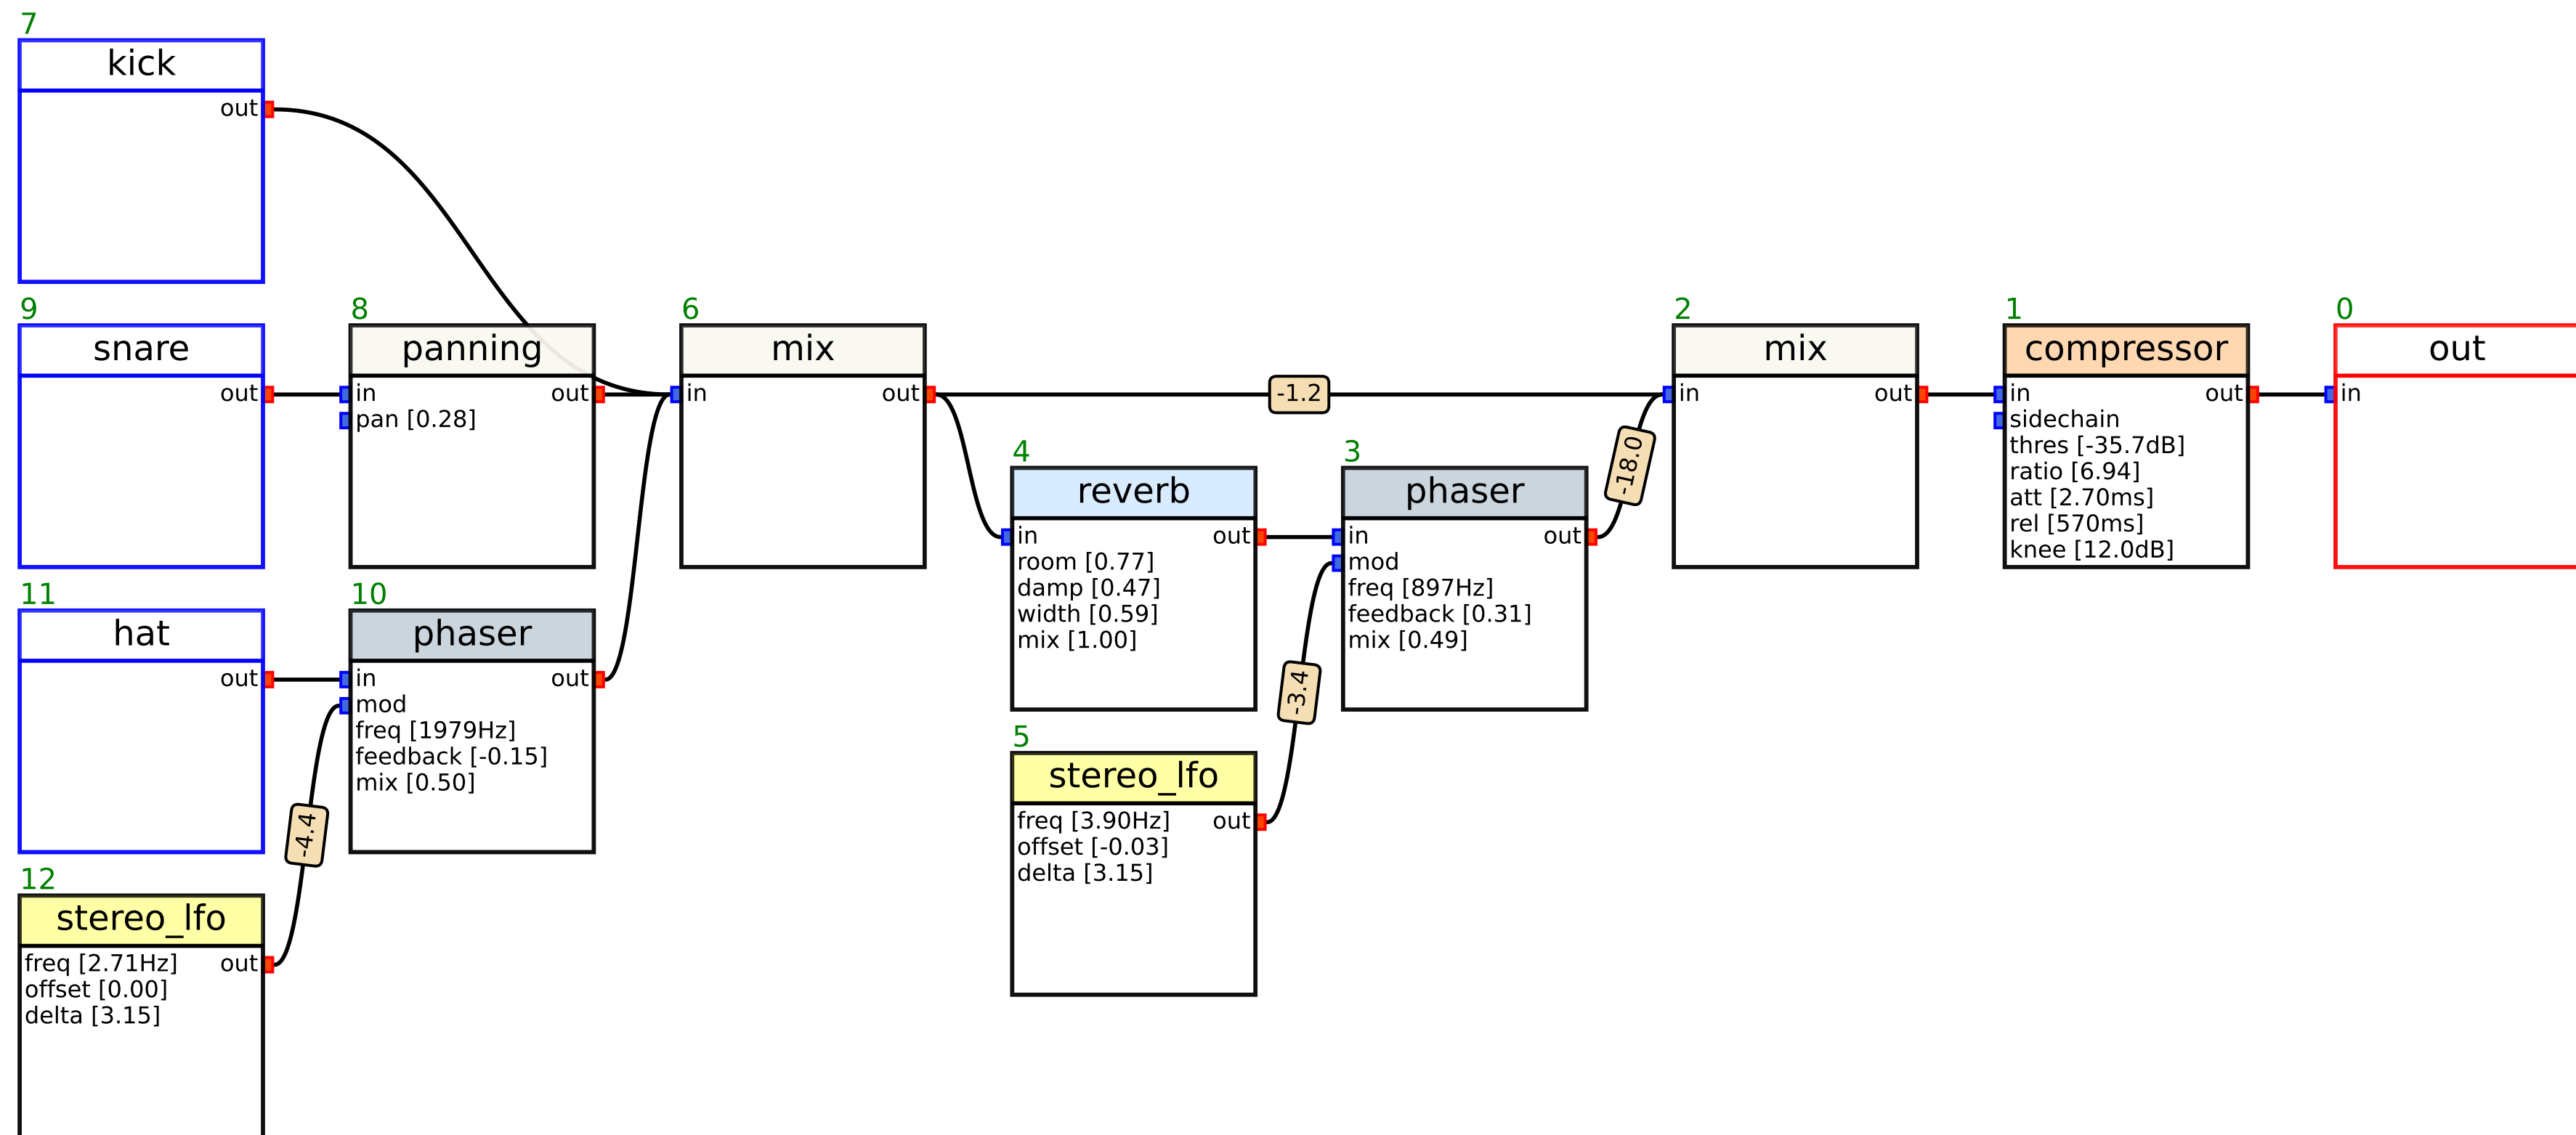 7
kick
out
9
snare
out
8
panning
in
out
pan [0.28]
6
mix
in
out
-1.2
2
mix
in
out
1
compressor
in
out
sidechain
thres [-35.7dB]
ratio [6.94]
att [2.70ms]
rel [570ms]
knee [12.0dB]
0
out
in
4
reverb
in
out
room [0.77]
damp [0.47]
width [0.59]
mix [1.00]
3
phaser
in
out
mod
freq [897Hz]
feedback [0.31]
mix [0.49]
-18.0
11
hat
out
10
phaser
in
out
mod
freq [1979Hz]
feedback [-0.15]
mix [0.50]
-3.4
5
stereo_lfo
freq [3.90Hz]
out
offset [-0.03]
delta [3.15]
-4.4
12
stereo_lfo
freq [2.71Hz]
out
offset [0.00]
delta [3.15]